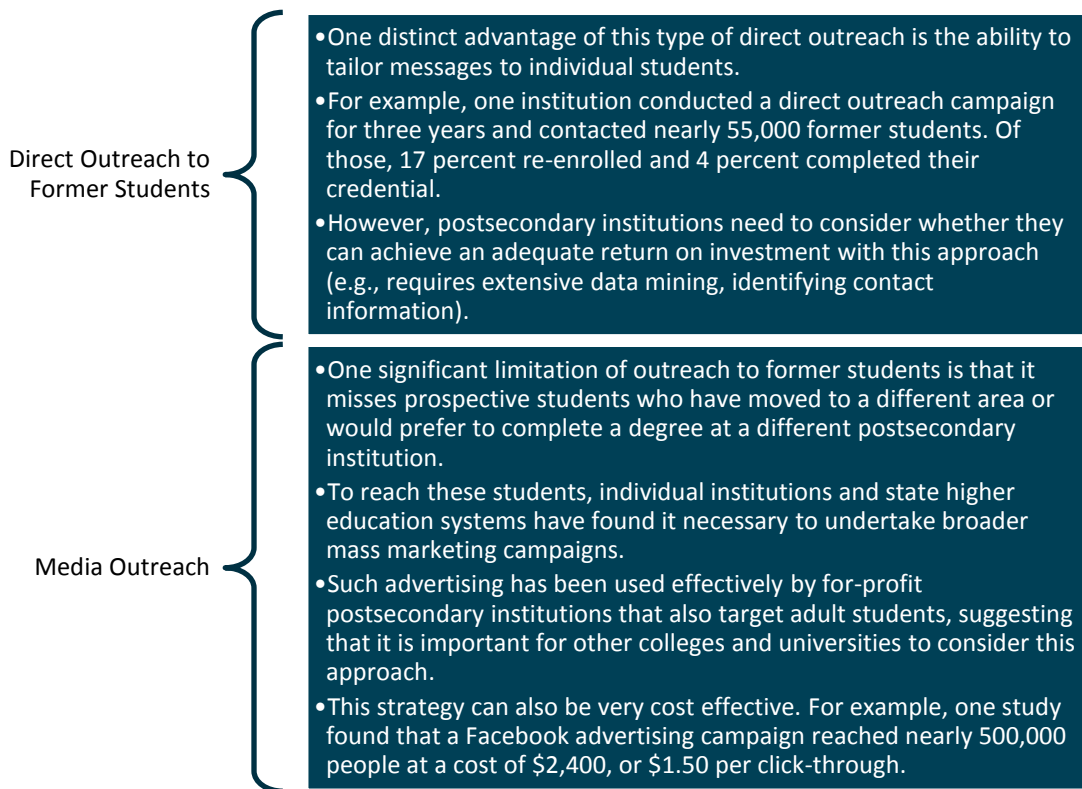 Direct Outreach to
Former Students
•One distinct advantage of this type of direct outreach is the ability to
tailor messages to individual students.
•For example, one institution conducted a direct outreach campaign
for three years and contacted nearly 55,000 former students. Of
those, 17 percent re-enrolled and 4 percent completed their
credential.
•However, postsecondary institutions need to consider whether they
can achieve an adequate return on investment with this approach
(e.g., requires extensive data mining, identifying contact
information).
Media Outreach
•One significant limitation of outreach to former students is that it
misses prospective students who have moved to a different area or
would prefer to complete a degree at a different postsecondary
institution.
•To reach these students, individual institutions and state higher
education systems have found it necessary to undertake broader
mass marketing campaigns.
•Such advertising has been used effectively by for-profit
postsecondary institutions that also target adult students, suggesting
that it is important for other colleges and universities to consider this
approach.
•This strategy can also be very cost effective. For example, one study
found that a Facebook advertising campaign reached nearly 500,000
people at a cost of $2,400, or $1.50 per click-through.